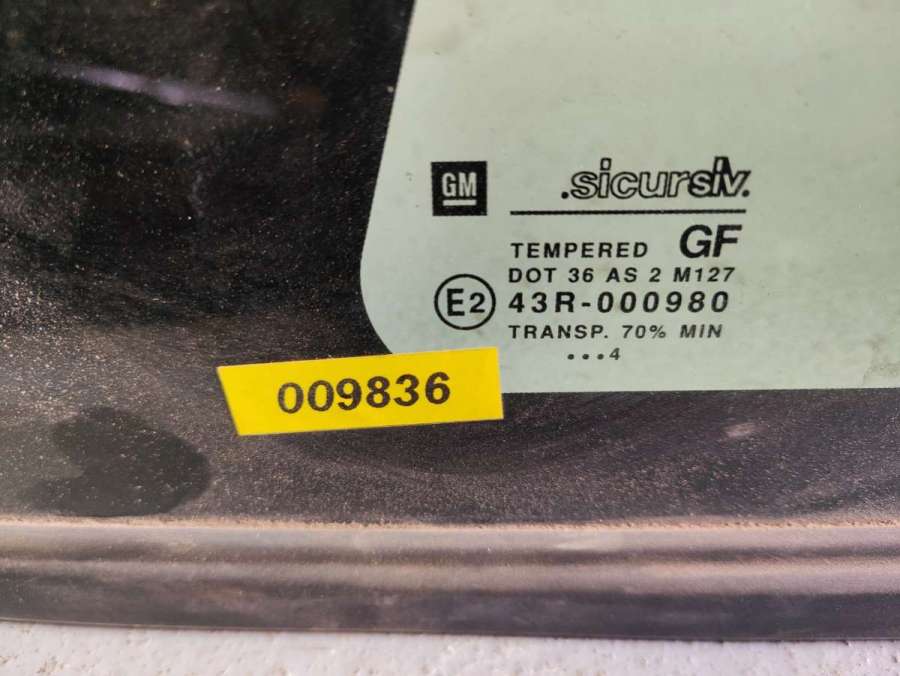 GM
.sicursiv.
TEMPERED GF
DOT 36 AS 2 M127
E2 43R-000980
TRANSP. 70% MIN
...4
009836